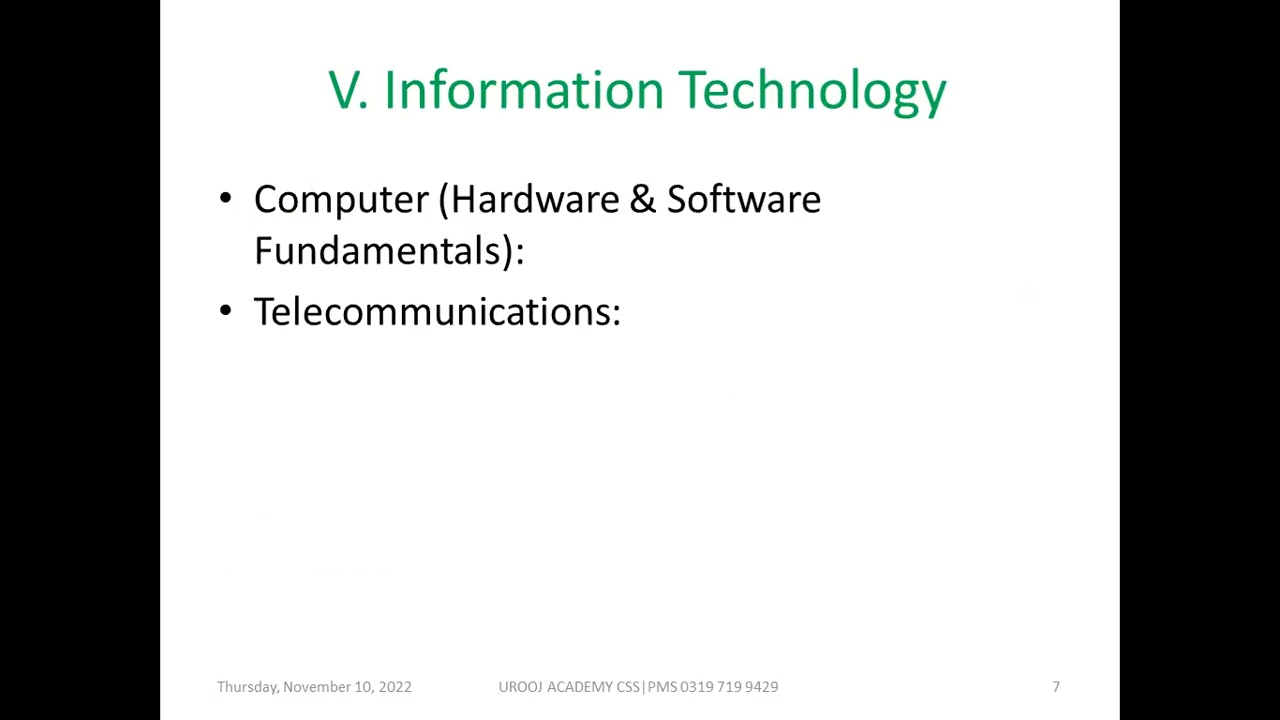 V. Information Technology
• Computer (Hardware & Software
Fundamentals):
• Telecommunications:
Thursday, November 10, 2022 UROOJ ACADEMY CSS|PMS 0319 719 9429 7